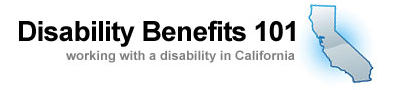 Disability Benefits 101
working with a disability in California